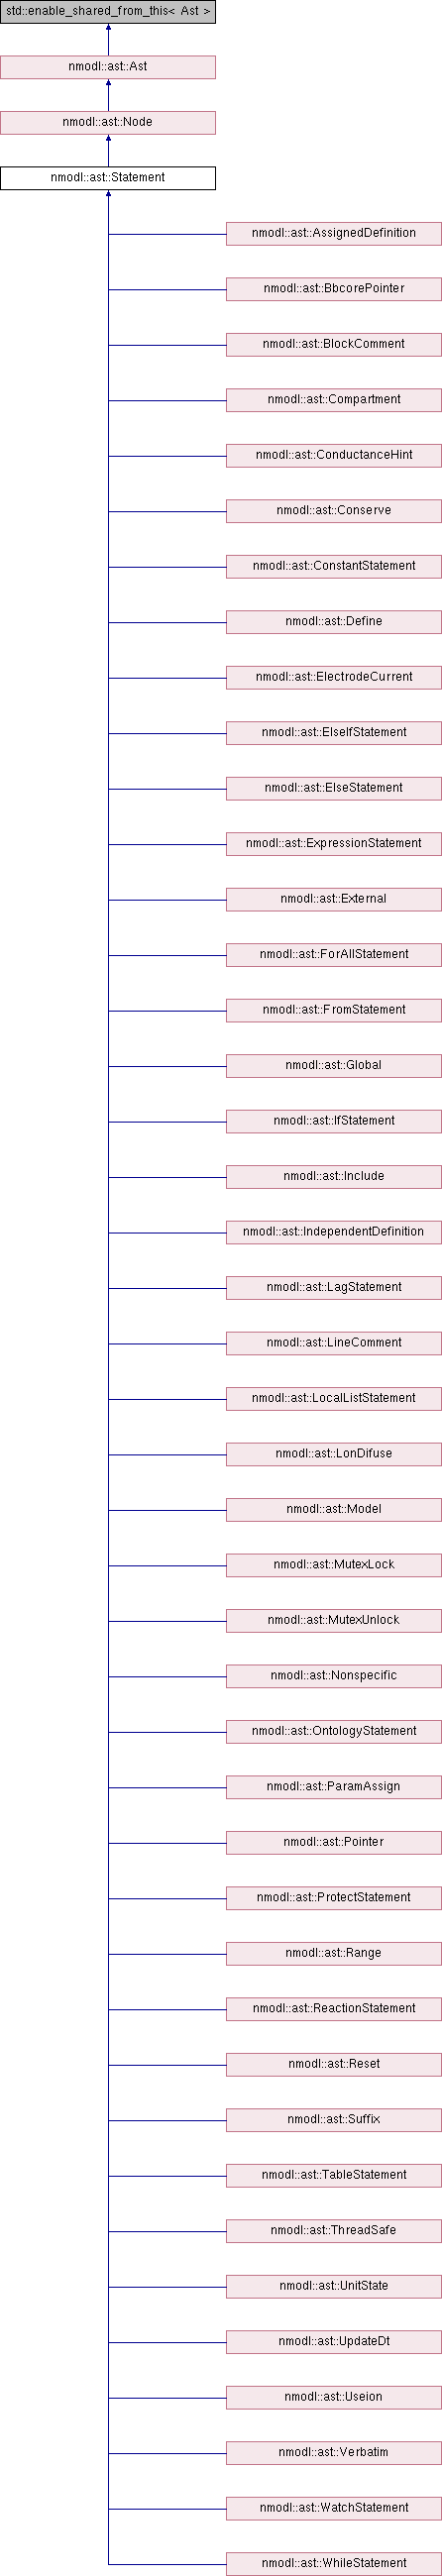 std::enable_shared_from_this< Ast >
nmodl::ast::Ast
nmodl::ast::Node
nmodl::ast::Statement
nmodl::ast::AssignedDefinition
nmodl::ast::BbcorePointer
nmodl::ast::BlockComment
nmodl::ast::Compartment
nmodl::ast::ConductanceHint
nmodl::ast::Conserve
nmodl::ast::ConstantStatement
nmodl::ast::Define
nmodl::ast::ElectrodeCurrent
nmodl::ast::ElseIfStatement
nmodl::ast::ElseStatement
nmodl::ast::ExpressionStatement
nmodl::ast::External
nmodl::ast::ForAllStatement
nmodl::ast::FromStatement
nmodl::ast::Global
nmodl::ast::IfStatement
nmodl::ast::Include
nmodl::ast::IndependentDefinition
nmodl::ast::LagStatement
nmodl::ast::LineComment
nmodl::ast::LocalListStatement
nmodl::ast::LonDifuse
nmodl::ast::Model
nmodl::ast::MutexLock
nmodl::ast::MutexUnlock
nmodl::ast::Nonspecific
nmodl::ast::OntologyStatement
nmodl::ast::ParamAssign
nmodl::ast::Pointer
nmodl::ast::ProtectStatement
nmodl::ast::Range
nmodl::ast::ReactionStatement
nmodl::ast::Reset
nmodl::ast::Suffix
nmodl::ast::TableStatement
nmodl::ast::ThreadSafe
nmodl::ast::UnitState
nmodl::ast::UpdateDt
nmodl::ast::Useion
nmodl::ast::Verbatim
nmodl::ast::WatchStatement
nmodl::ast::WhileStatement